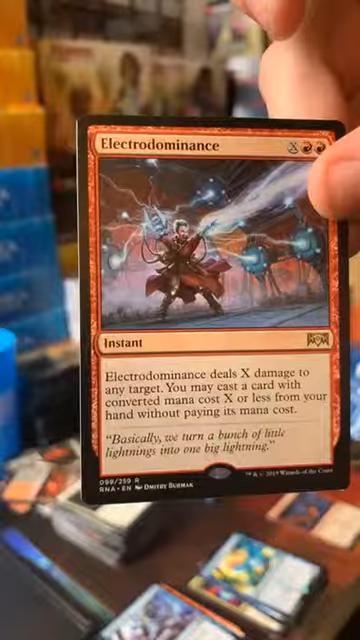 Electrodominance X
Instant
Electrodominance deals X damage to
any target. You may cast a card with
converted mana cost X or less from your
hand without paying its mana cost.
"Basically, we turn a bunch of little
lightnings into one big lightning."
099/259 R
RNA • EN Dmitry Burmak
™ & © 2019 Wizards of the Coast